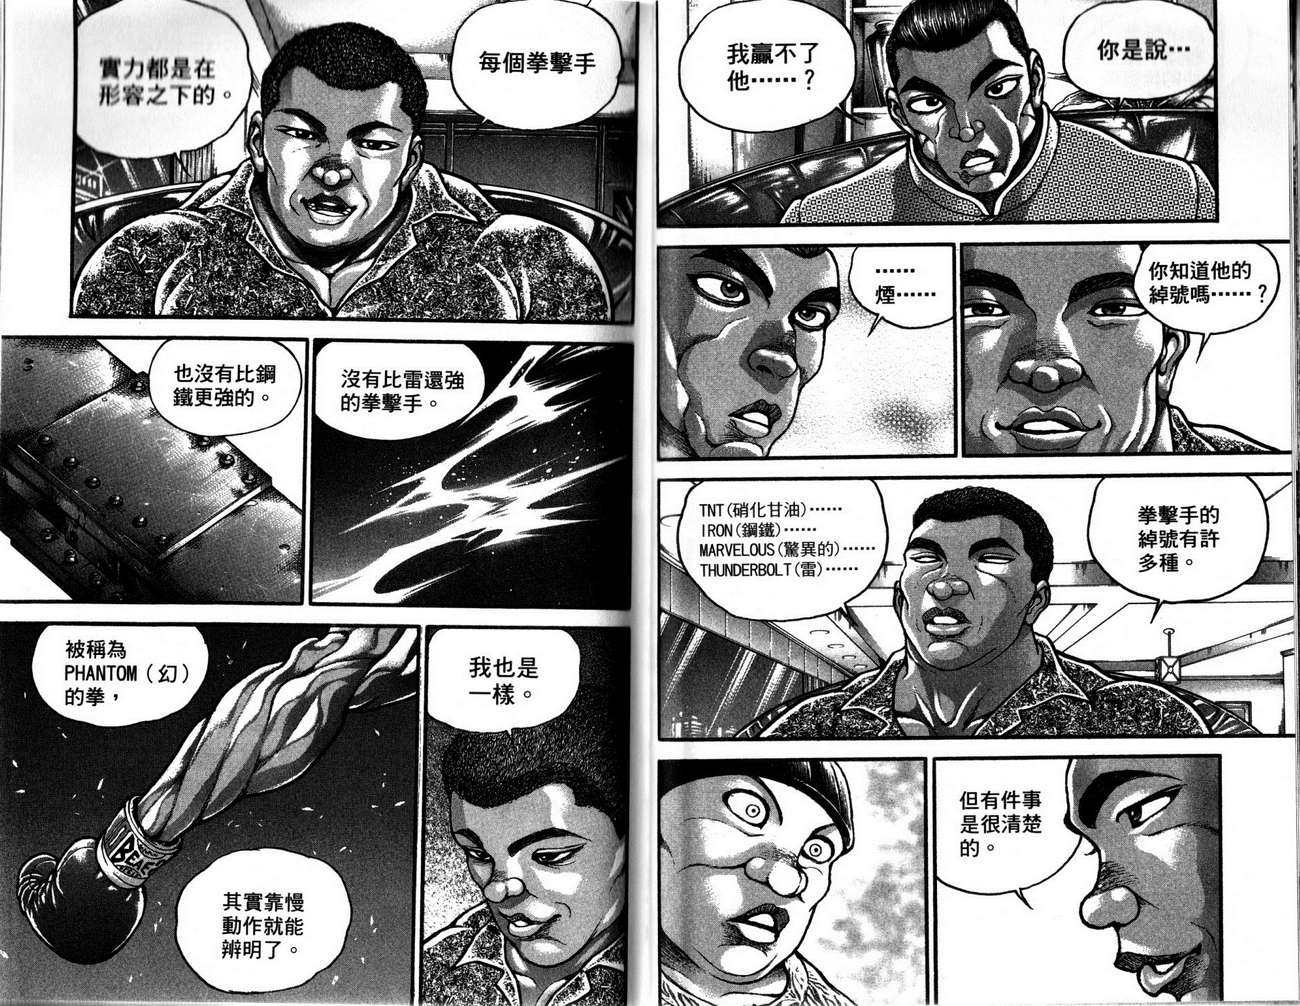 你是說⋯
我贏不了
他⋯⋯？
你知道他的
綽號嗎⋯⋯？
⋯⋯
煙⋯⋯
拳擊手的
綽號有許
多種。
TNT(硝化甘油)⋯⋯
IRON(鋼鐵)⋯⋯
MARVELOUS(驚異的)⋯⋯
THUNDERBOLT(雷)⋯⋯
但有件事
是很清楚
的。
每個拳擊手
實力都是在
形容之下的。
沒有比雷還強
的拳擊手。
也沒有比鋼
鐵更強的。
我也是
一樣。
被稱為
PHANTOM(幻)
的拳，
其實靠慢
動作就能
辨明了。